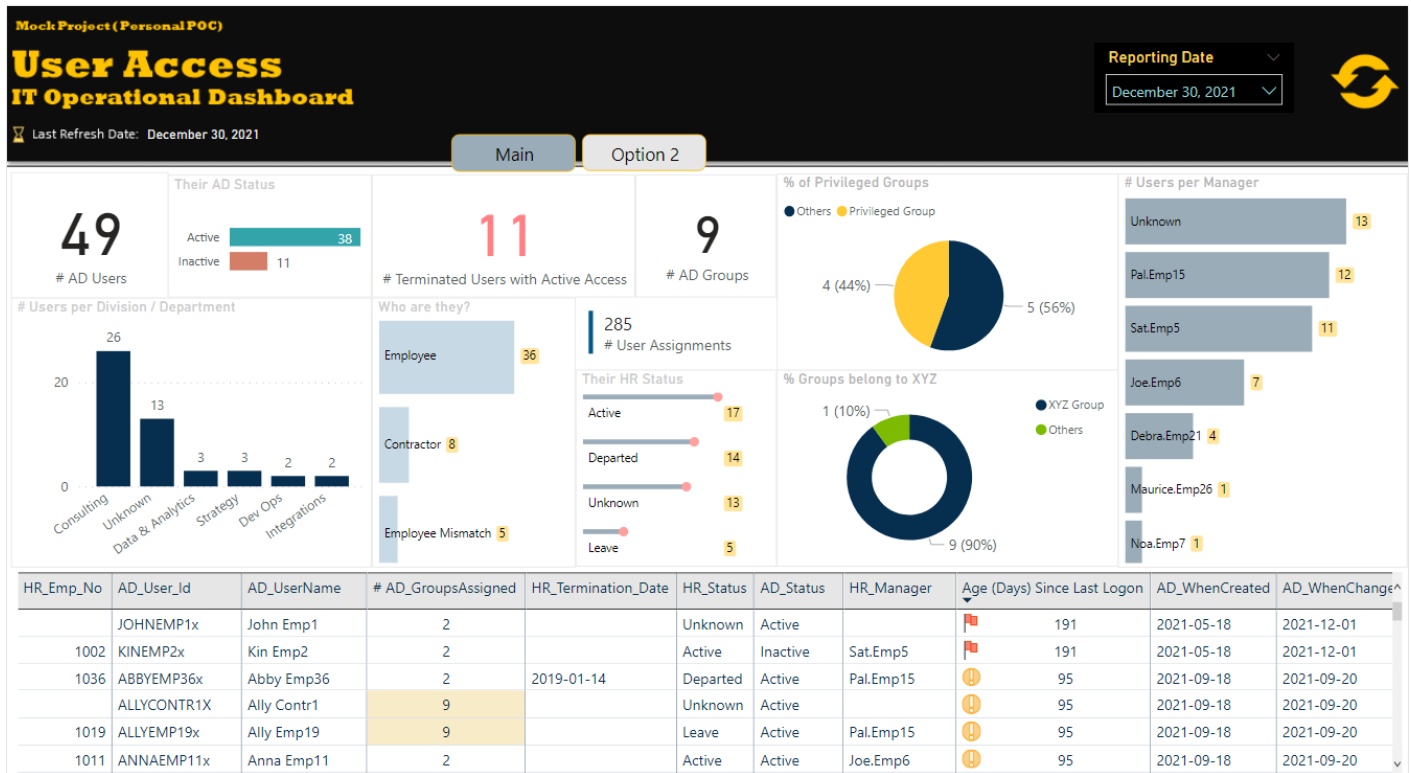 Mock Project ( Personal POC)
User Access
IT Operational Dashboard
Last Refresh Date: December 30, 2021
Reporting Date
December 30, 2021
Main
Option 2
49
# AD Users
Their AD Status
Active 38
Inactive 11
11
# Terminated Users with Active Access
9
# AD Groups
% of Privileged Groups
Others Privileged Group
4 (44%)
5 (56%)
# Users per Manager
Unknown 13
Pal.Emp15 12
Sat.Emp5 11
Joe.Emp6 7
Debra.Emp21 4
Maurice.Emp26 1
Noa.Emp7 1
# Users per Division / Department
20
0
26
13
3
3
2
2
Consulting
Unknown
Data & Analytics
Strategy
Dev Ops
Integrations
Who are they?
Employee 36
Contractor 8
Employee Mismatch 5
285
# User Assignments
Their HR Status
Active 17
Departed 14
Unknown 13
Leave 5
% Groups belong to XYZ
XYZ Group
Others
1 (10%)
9 (90%)
HR_Emp_No AD_User_Id AD_UserName # AD_GroupsAssigned HR_Termination_Date HR_Status AD_Status HR_Manager Age (Days) Since Last Logon AD_WhenCreated AD_WhenChange
JOHNEMP1x John Emp1 2 Unknown Active 191 2021-05-18 2021-12-01
1002 KINEMP2x Kin Emp2 2 Active Inactive Sat.Emp5 191 2021-05-18 2021-12-01
1036 ABBYEMP36x Abby Emp36 2 2019-01-14 Departed Active Pal.Emp15 95 2021-09-18 2021-09-20
ALLYCONTR1X Ally Contr1 9 Unknown Active 95 2021-09-18 2021-09-20
1019 ALLYEMP19x Ally Emp19 9 Leave Active Pal.Emp15 95 2021-09-18 2021-09-20
1011 ANNAEMP11x Anna Emp11 2 Active Active Joe.Emp6 95 2021-09-18 2021-09-20